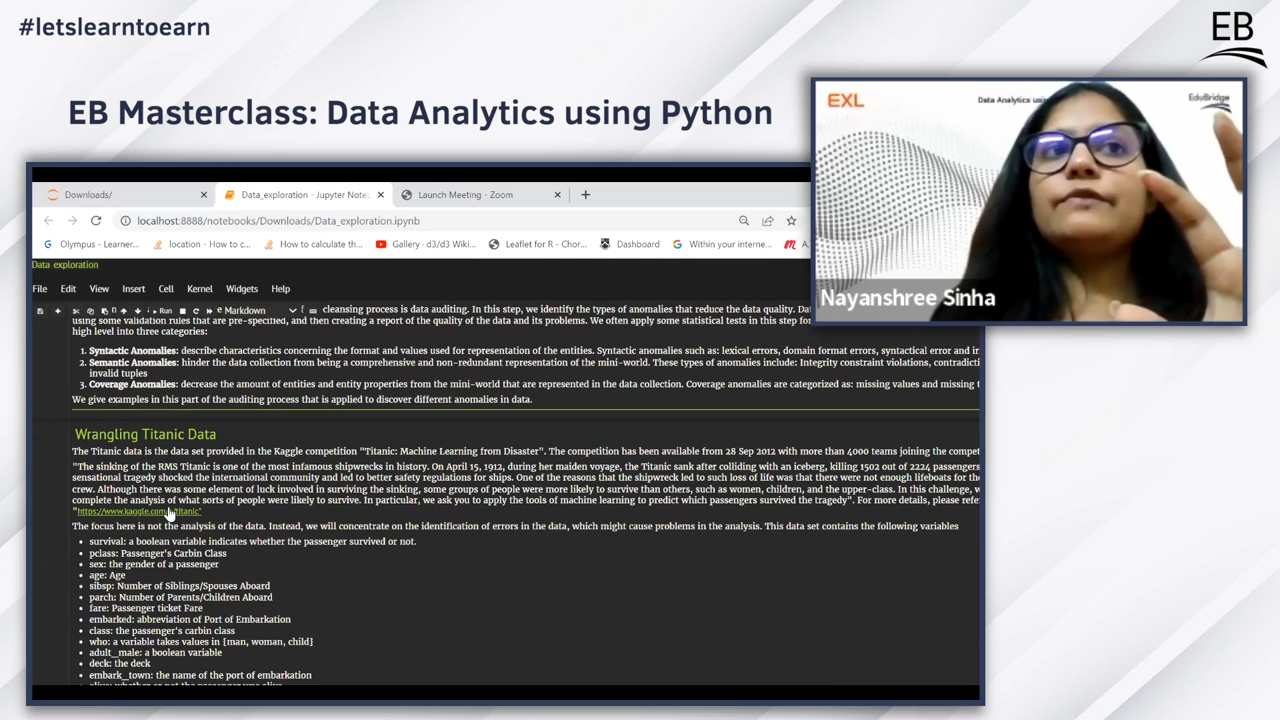 #letslearntoearn
EB
EB Masterclass: Data Analytics using Python
EXL
Data Analytics usin
EduBridge
Nayanshree Sinha
Downloads/
Data_exploration - Jupyter Note
Launch Meeting - Zoom
localhost:8888/notebooks/Downloads/Data_exploration.ipynb
Olympus - Learner...
location - How to c...
How to calculate th...
Gallery · d3/d3 Wiki...
Leaflet for R - Chor...
Dashboard
Within your interne...
Data exploration
File Edit View Insert Cell Kernel Widgets Help
Run
Markdown
cleansing process is data auditing. In this step, we identify the types of anomalies that reduce the data quality. Dat
using some validation rules that are pre-specified, and then creating a report of the quality of the data and its problems. We often apply some statistical tests in this step for
high level into three categories:
1. Syntactic Anomalies: describe characteristics concerning the format and values used for representation of the entities. Syntactic anomalies such as: lexical errors, domain format errors, syntactical error and ir
2. Semantic Anomalies: hinder the data collection from being a comprehensive and non-redundant representation of the mini-world. These types of anomalies include: Integrity constraint violations, contradicti
invalid tuples
3. Coverage Anomalies: decrease the amount of entities and entity properties from the mini-world that are represented in the data collection. Coverage anomalies are categorized as: missing values and missing t
We give examples in this part of the auditing process that is applied to discover different anomalies in data.
Wrangling Titanic Data
The Titanic data is the data set provided in the Kaggle competition "Titanic: Machine Learning from Disaster". The competition has been available from 28 Sep 2012 with more than 4000 teams joining the compet
"The sinking of the RMS Titanic is one of the most infamous shipwrecks in history. On April 15, 1912, during her maiden voyage, the Titanic sank after colliding with an iceberg, killing 1502 out of 2224 passengers
sensational tragedy shocked the international community and led to better safety regulations for ships. One of the reasons that the shipwreck led to such loss of life was that there were not enough lifeboats for the
crew. Although there was some element of luck involved in surviving the sinking, some groups of people were more likely to survive than others, such as women, children, and the upper-class. In this challenge, w
complete the analysis of what sorts of people were likely to survive. In particular, we ask you to apply the tools of machine learning to predict which passengers survived the tragedy". For more details, please refe
"https://www.kaggle.com/c/titanic"
The focus here is not the analysis of the data. Instead, we will concentrate on the identification of errors in the data, which might cause problems in the analysis. This data set contains the following variables
• survival: a boolean variable indicates whether the passenger survived or not.
• pclass: Passenger's Carbin Class
• sex: the gender of a passenger
• age: Age
• sibsp: Number of Siblings/Spouses Aboard
• parch: Number of Parents/Children Aboard
• fare: Passenger ticket Fare
• embarked: abbreviation of Port of Embarkation
• class: the passenger's carbin class
• who: a variable takes values in [man, woman, child]
• adult_male: a boolean variable
• deck: the deck
• embark_town: the name of the port of embarkation
• alive: whether or not the passenger was alive